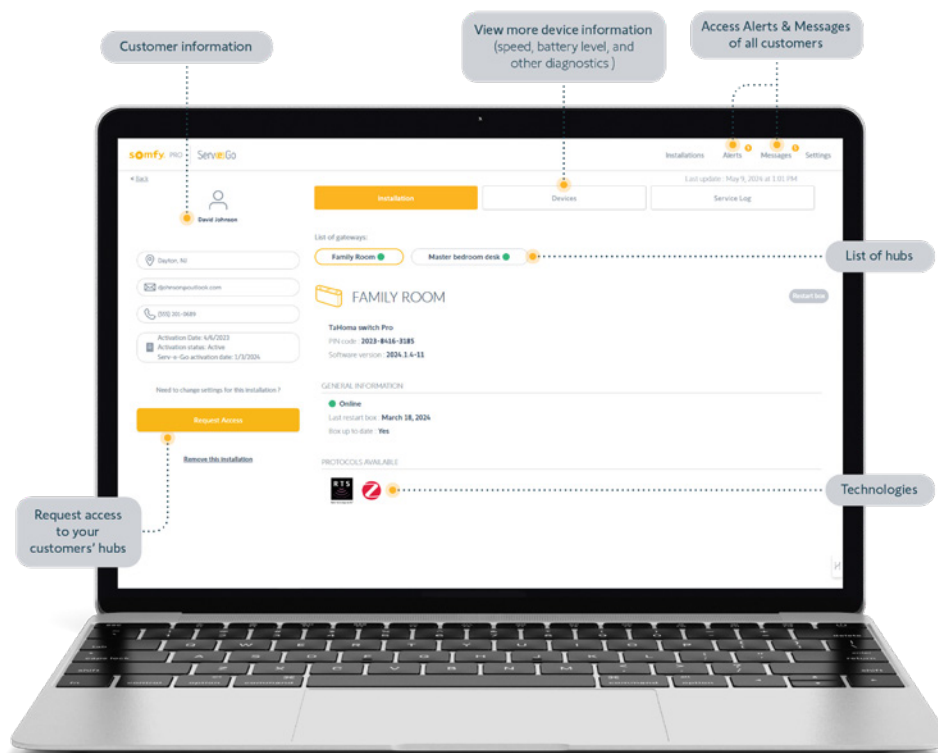 Customer information
View more device information
(speed, battery level, and
other diagnostics )
Access Alerts & Messages
of all customers
somfy. PRO Serv-e-Go
Installations Alerts Messages Settings
< Back
Last update : May 9, 2024 at 1:01 PM
David Johnson
Installation Devices Service Log
List of gateways:
Family Room Master bedroom desk
List of hubs
Dayton, NJ
FAMILY ROOM
Restart box
TaHoma switch Pro
PIN code : 2023-8416-3185
Software version : 2024.1.4-11
Activation Date: 4/6/2023
Activation status: Active
Serv-e-Go activation date: 1/3/2024
Need to change settings for this installation ?
Request Access
Remove this installation
GENERAL INFORMATION
Online
Last restart box : March 18, 2024
Box up to date : Yes
PROTOCOLS AVAILABLE
RTS
Technologies
Request access
to your
customers' hubs